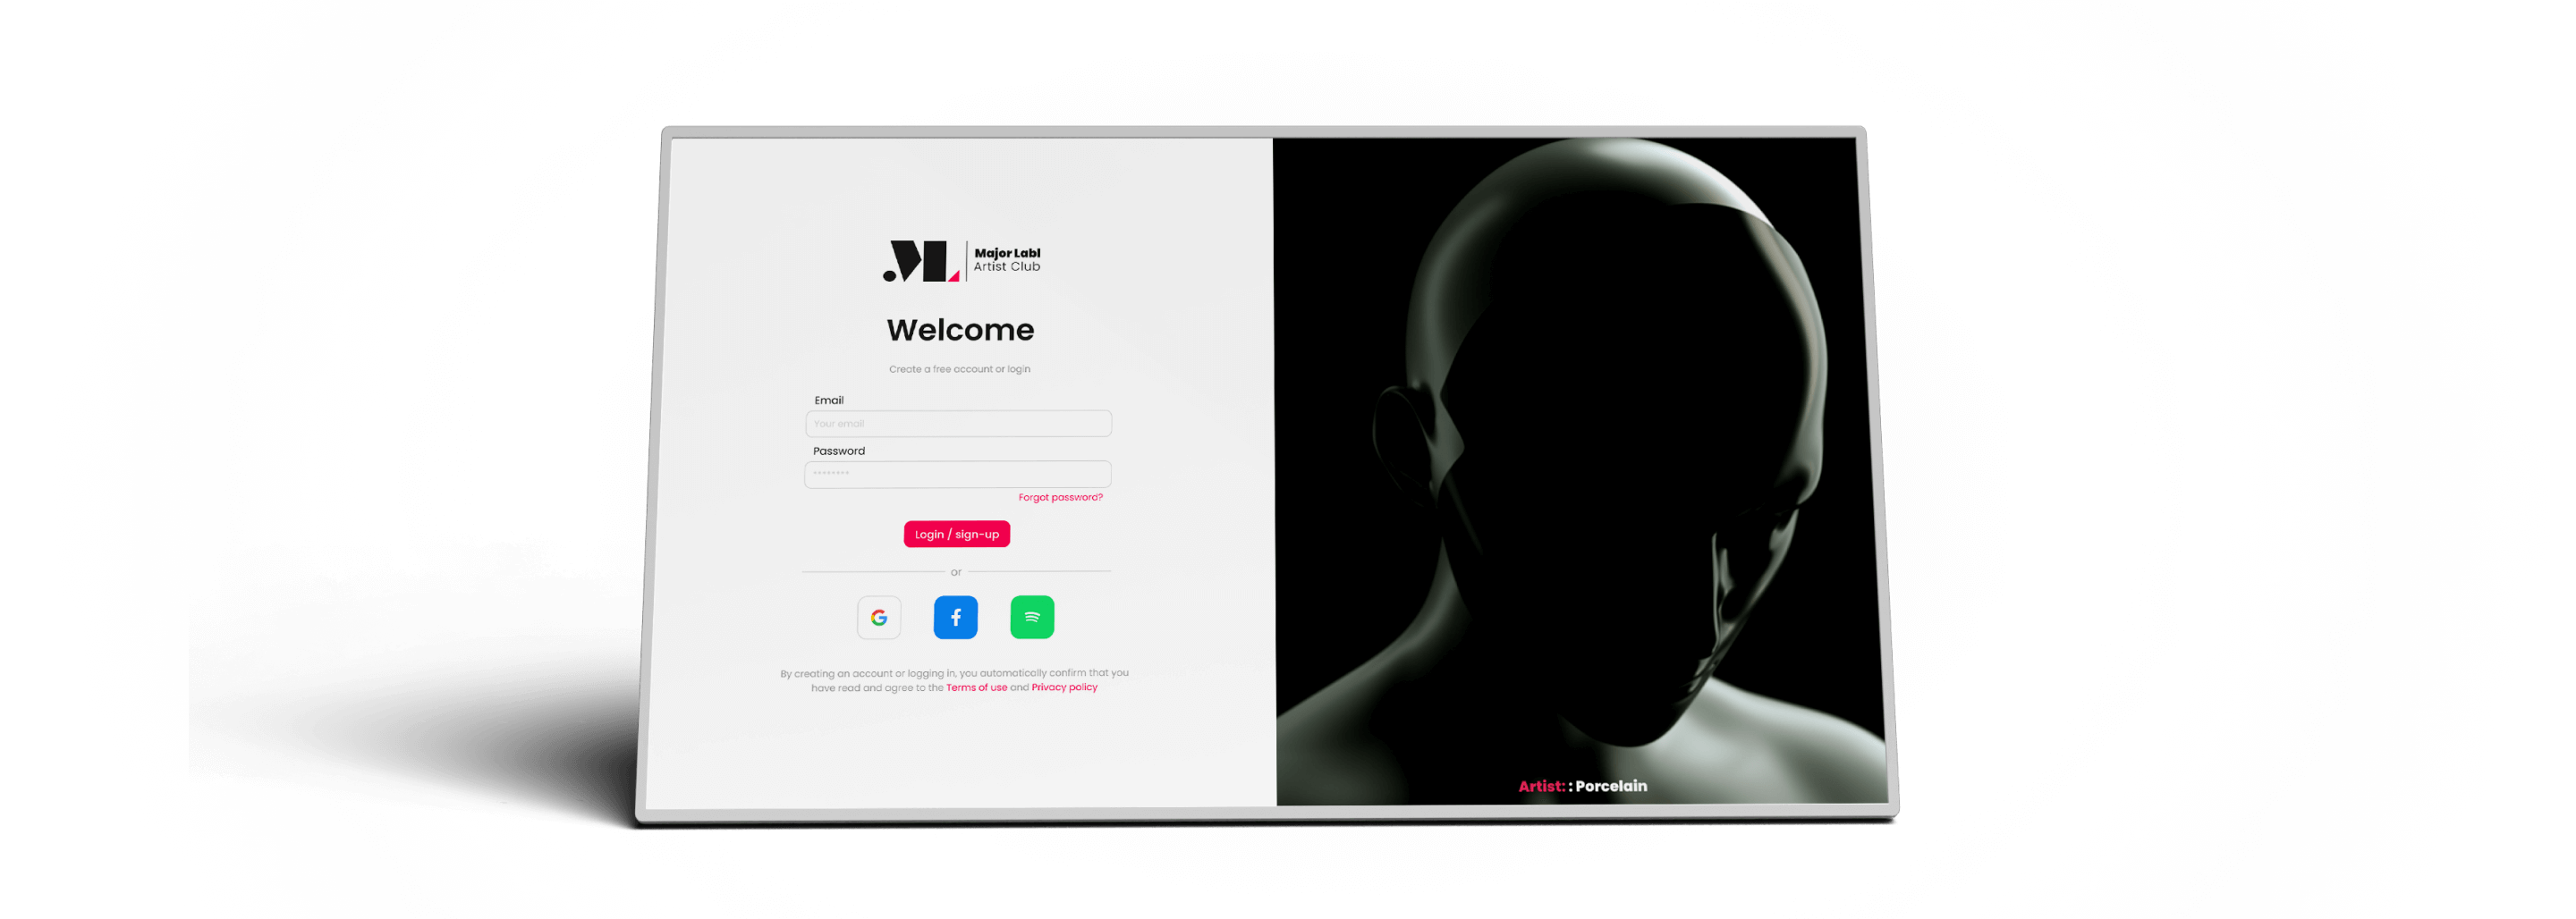 ML
Major Labl
Artist Club
Welcome
Create a free account or login
Email
Your email
Password
********
Forgot password?
Login / sign-up
or
By creating an account or logging in, you automatically confirm that you
have read and agree to the Terms of use and Privacy policy
Artist: : Porcelain